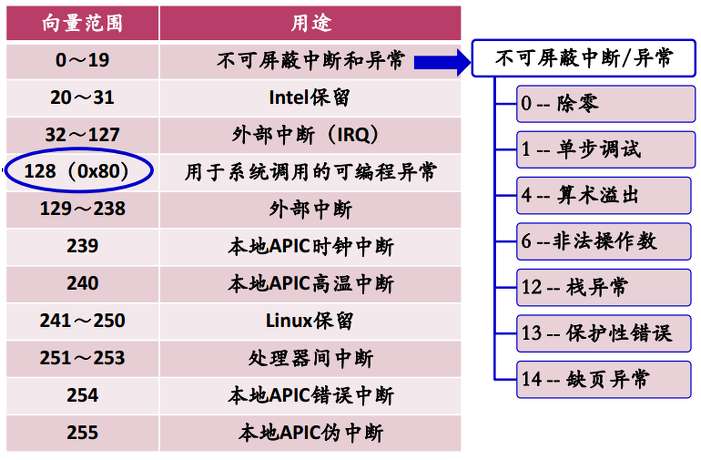 向量范围 用途
0～19 不可屏蔽中断和异常
20～31 Intel保留
32～127 外部中断（IRQ）
128（0x80） 用于系统调用的可编程异常
129～238 外部中断
239 本地APIC时钟中断
240 本地APIC高温中断
241～250 Linux保留
251～253 处理器间中断
254 本地APIC错误中断
255 本地APIC伪中断
不可屏蔽中断/异常
0 -- 除零
1 -- 单步调试
4 -- 算术溢出
6 --非法操作数
12 -- 栈异常
13 -- 保护性错误
14 -- 缺页异常